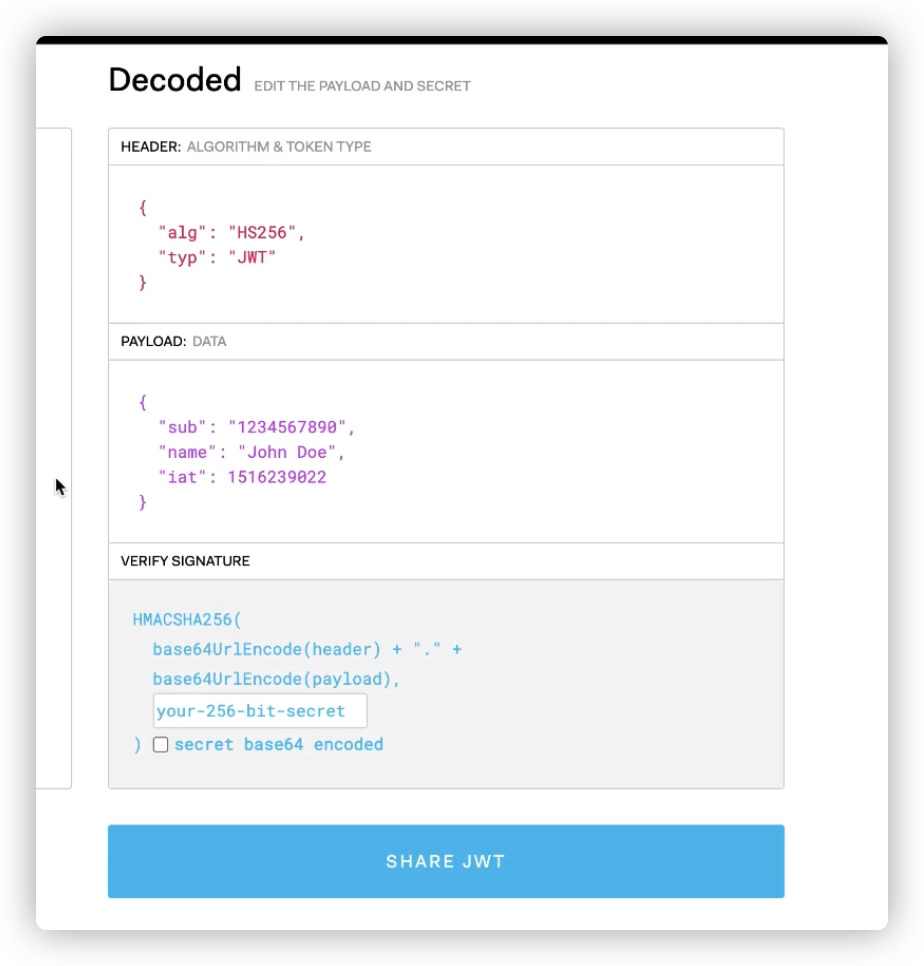 Decoded EDIT THE PAYLOAD AND SECRET
HEADER: ALGORITHM & TOKEN TYPE
{
"alg": "HS256",
"typ": "JWT"
}
PAYLOAD: DATA
{
"sub": "1234567890",
"name": "John Doe",
"iat": 1516239022
}
VERIFY SIGNATURE
HMACSHA256(
base64UrlEncode(header) + "." +
base64UrlEncode(payload),
your-256-bit-secret
) secret base64 encoded
SHARE JWT